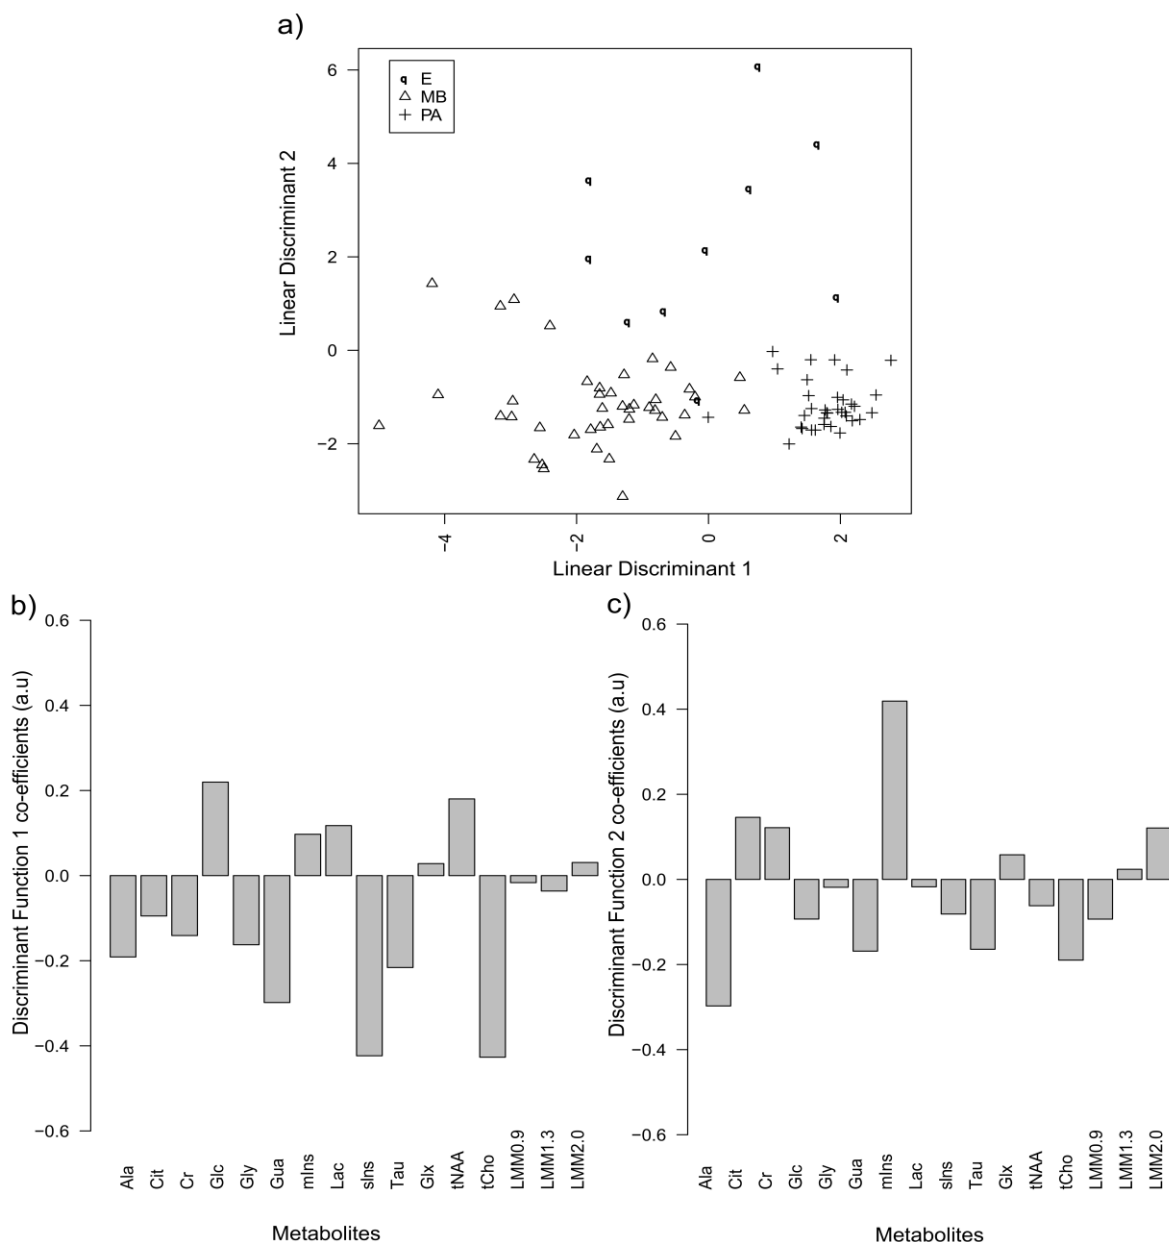 a)
q E
MB
PA
Linear Discriminant 2
6
4
2
0
−2
−4
−2
0
2
Linear Discriminant 1
b)
Discriminant Function 1 co-efficients (a.u)
0.6
0.4
0.2
0.0
−0.2
−0.4
−0.6
Ala
Cit
Cr
Glc
Gly
Gua
mIns
Lac
sIns
Tau
Glx
tNAA
tCho
LMM0.9
LMM1.3
LMM2.0
Metabolites
c)
Discriminant Function 2 co-efficients (a.u)
0.6
0.4
0.2
0.0
−0.2
−0.4
−0.6
Ala
Cit
Cr
Glc
Gly
Gua
mIns
Lac
sIns
Tau
Glx
tNAA
tCho
LMM0.9
LMM1.3
LMM2.0
Metabolites